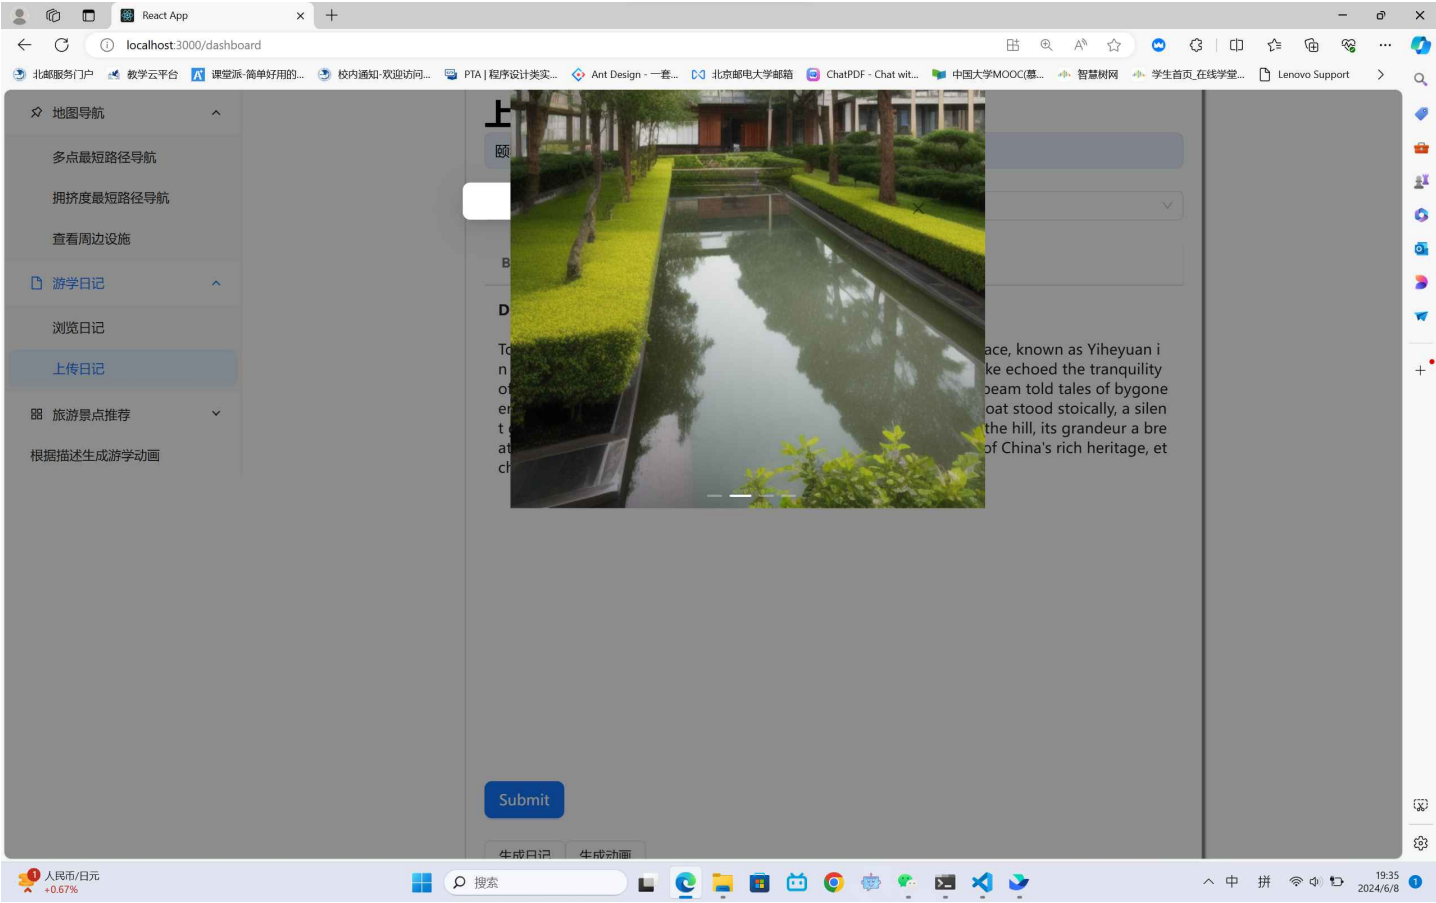 React App
localhost:3000/dashboard
北邮服务门户
教学云平台
课堂派-简单好用的...
校内通知-欢迎访问...
PTA | 程序设计类实...
Ant Design - 一套...
北京邮电大学邮箱
ChatPDF - Chat wit...
中国大学MOOC(慕...
智慧树网
学生首页_在线学堂...
Lenovo Support
地图导航
多点最短路径导航
拥挤度最短路径导航
查看周边设施
游学日记
浏览日记
上传日记
旅游景点推荐
根据描述生成游学动画
上
颐
B
D
ace, known as Yiheyuan i
n
ke echoed the tranquility
of
beam told tales of bygone
er
oat stood stoically, a silen
t
the hill, its grandeur a bre
at
of China's rich heritage, et
ch
Submit
生成日记
生成动画
1
人民币/日元
+0.67%
搜索
中
拼
19:35
2024/6/8
1